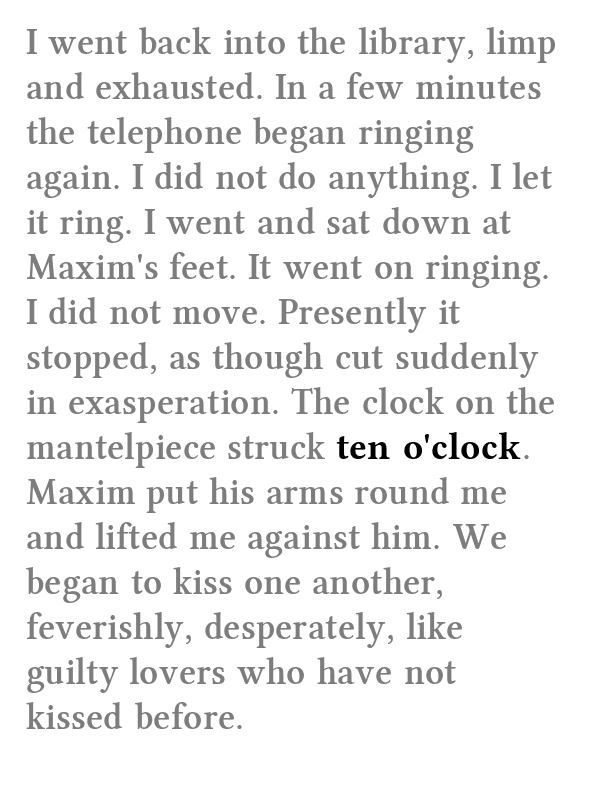 I went back into the library, limp
and exhausted. In a few minutes
the telephone began ringing
again. I did not do anything. I let
it ring. I went and sat down at
Maxim's feet. It went on ringing.
I did not move. Presently it
stopped, as though cut suddenly
in exasperation. The clock on the
mantelpiece struck ten o'clock.
Maxim put his arms round me
and lifted me against him. We
began to kiss one another,
feverishly, desperately, like
guilty lovers who have not
kissed before.